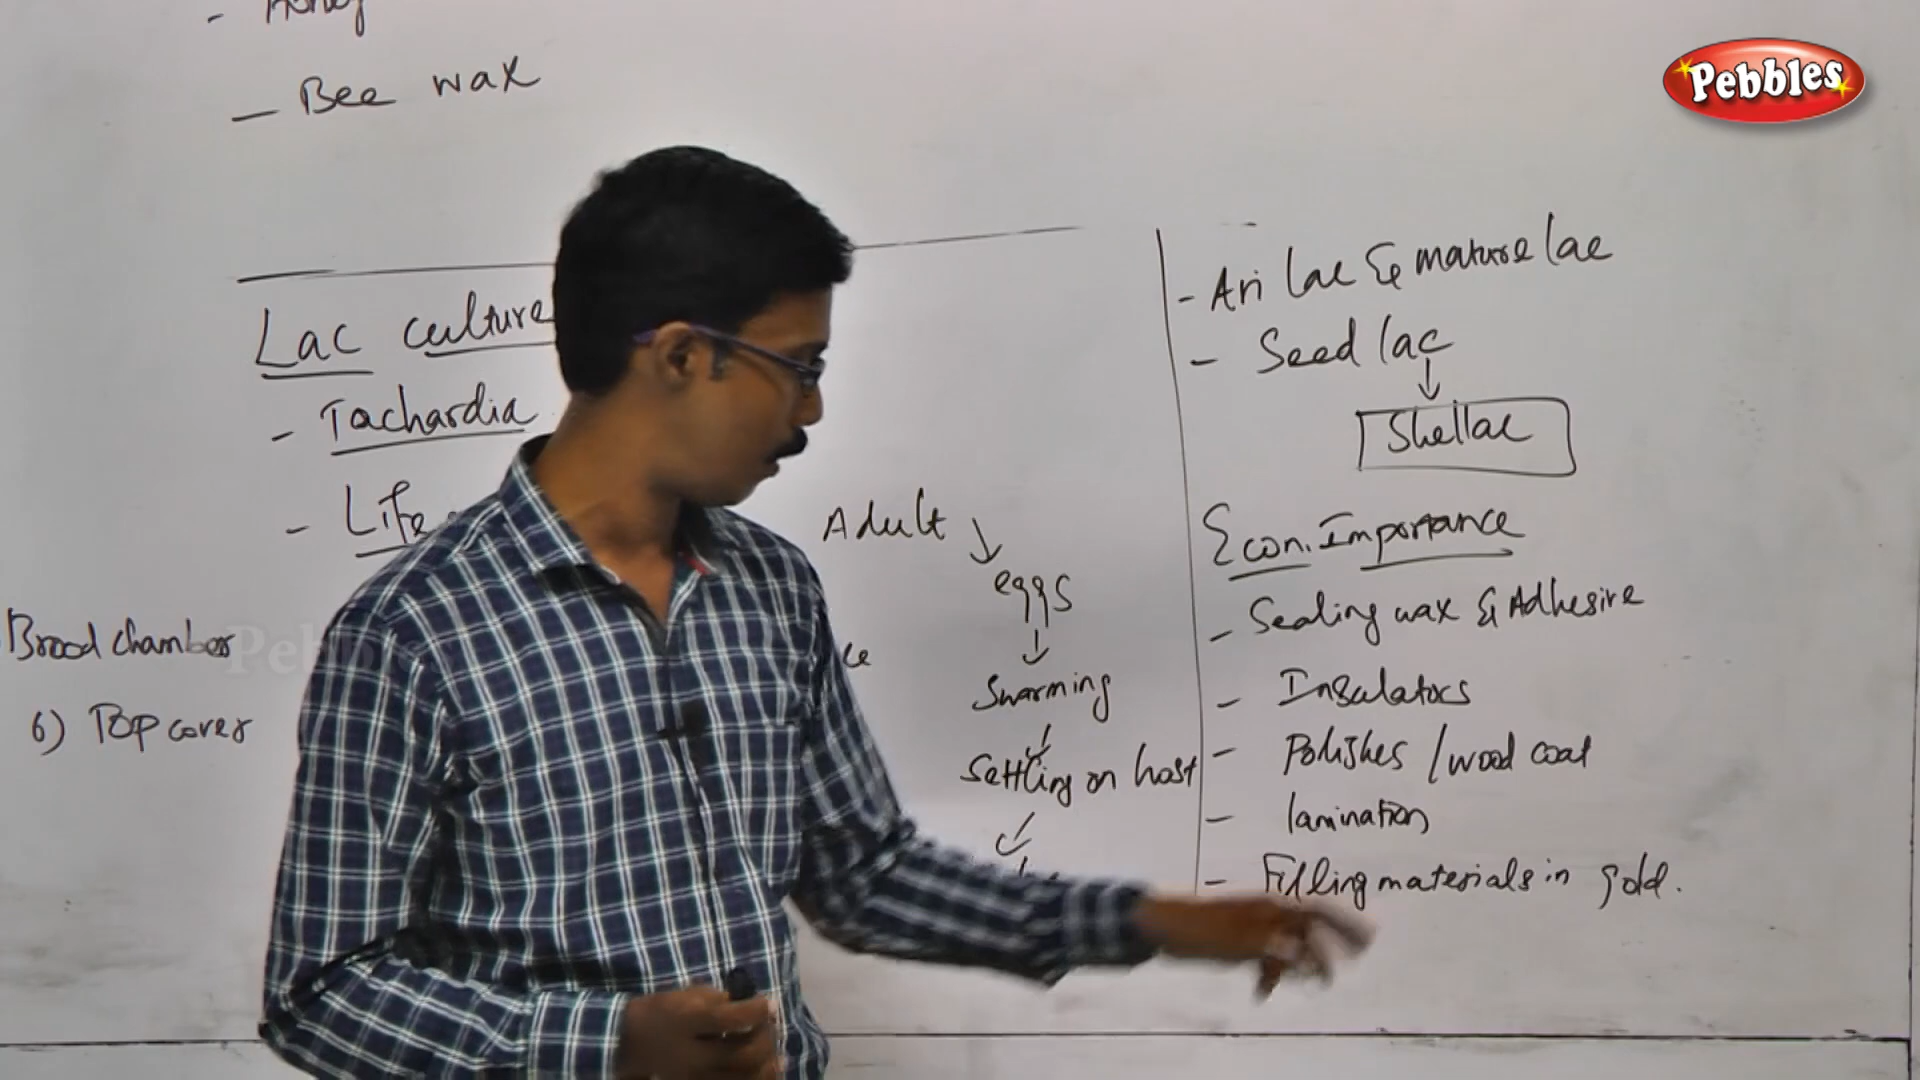 - Bee wax
Pebbles
Lac culture
- Tachardia
- Life
Brood chamber
6) Top cover
Adult
eggs
Swarming
Settling on host
- Ari lac & mature lac
- Seed lac
Shellac
Econ. Importance
- Sealing wax & Adhesive
- Insulators
- Polishes / wood coat
- lamination
- Filling materials in gold.
Pebbles